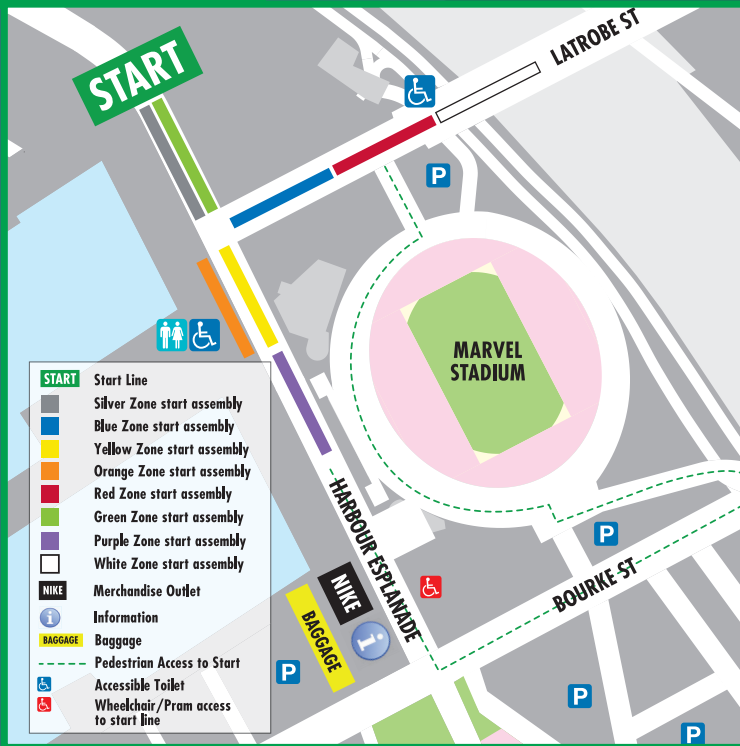 START
LATROBE ST
P
MARVEL
STADIUM
START Start Line
Silver Zone start assembly
Blue Zone start assembly
Yellow Zone start assembly
Orange Zone start assembly
Red Zone start assembly
Green Zone start assembly
Purple Zone start assembly
White Zone start assembly
NIKE Merchandise Outlet
i Information
BAGGAGE Baggage
Pedestrian Access to Start
Accessible Toilet
Wheelchair/Pram access
to start line
HARBOUR ESPLANADE
P
BOURKE ST
NIKE
BAGGAGE
i
P
P
P